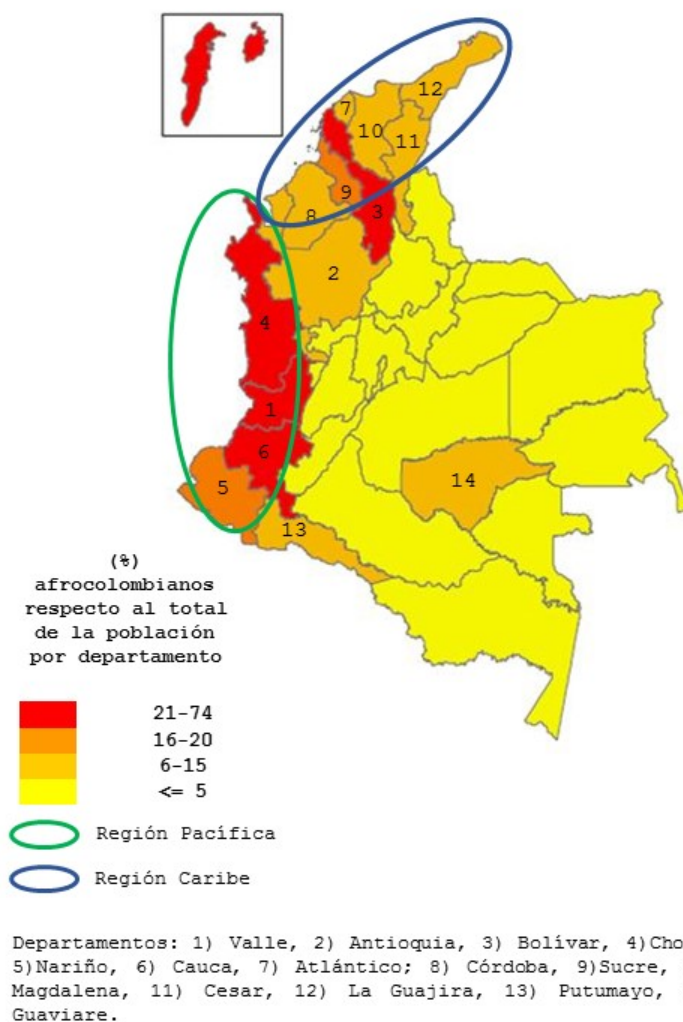 12
7
10
11
9
3
8
2
4
1
6
5
14
13
(%)
afrocolombianos
respecto al total
de la población
por departamento
21-74
16-20
6-15
<= 5
Región Pacífica
Región Caribe
Departamentos: 1) Valle, 2) Antioquia, 3) Bolívar, 4)Cho
5)Nariño, 6) Cauca, 7) Atlántico; 8) Córdoba, 9)Sucre,
Magdalena, 11) Cesar, 12) La Guajira, 13) Putumayo,
Guaviare.